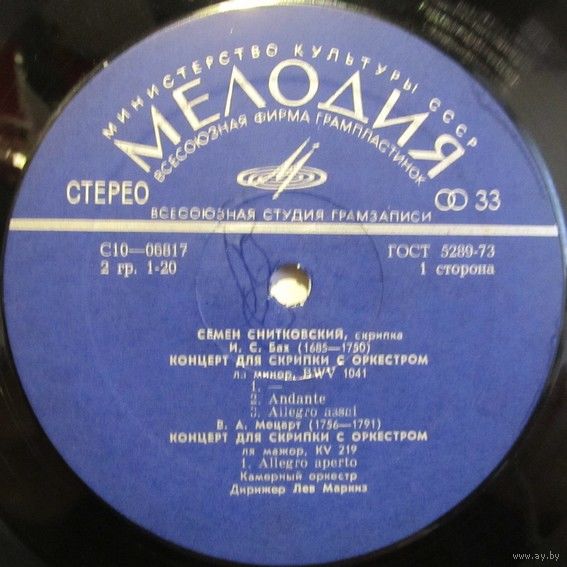 МИНИСТЕРСТВО КУЛЬТУРЫ СССР
МЕЛОДИЯ
ВСЕСОЮЗНАЯ ФИРМА ГРАМПЛАСТИНОК
СТЕРЕО
33
ВСЕСОЮЗНАЯ СТУДИЯ ГРАМЗАПИСИ
С10—06817
ГОСТ 5289-73
2 гр. 1-20
1 сторона
СЕМЕН СНИТКОВСКИЙ, скрипка
И. С. Бах (1685—1750)
КОНЦЕРТ ДЛЯ СКРИПКИ С ОРКЕСТРОМ
ля минор, BWV 1041
1. —
2. Andante
3. Allegro assai
В. А. Моцарт (1756—1791)
КОНЦЕРТ ДЛЯ СКРИПКИ С ОРКЕСТРОМ
ля мажор, KV 219
1. Allegro aperto
Камерный оркестр
Дирижер Лев Маркиз
www.ay.by